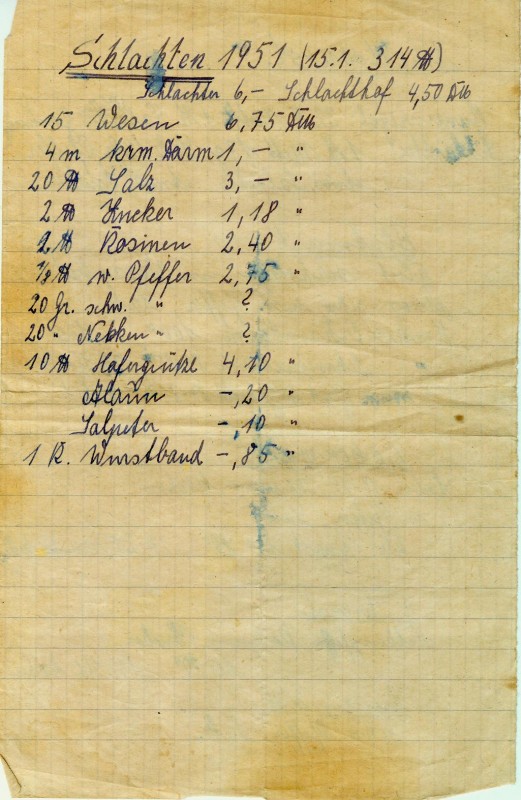 Schlachten 1951 (15.1. 314 ℔)
Schlachter 6,– Schlachthof 4,50 DM
15 Wesen 6,75 DM
4 m krm. Därm 1,– "
20 ℔ Salz 3,– "
2 ℔ Zucker 1,18 "
2 ℔ Rosinen 2,40 "
½ ℔ w. Pfeffer 2,75 "
20 Gr. schw. " ?
20 " Nelken " ?
10 ℔ Hafergrütze 4,10 "
Alaun –,20 "
Salpeter –,10 "
1 R. Wurstband –,85 "